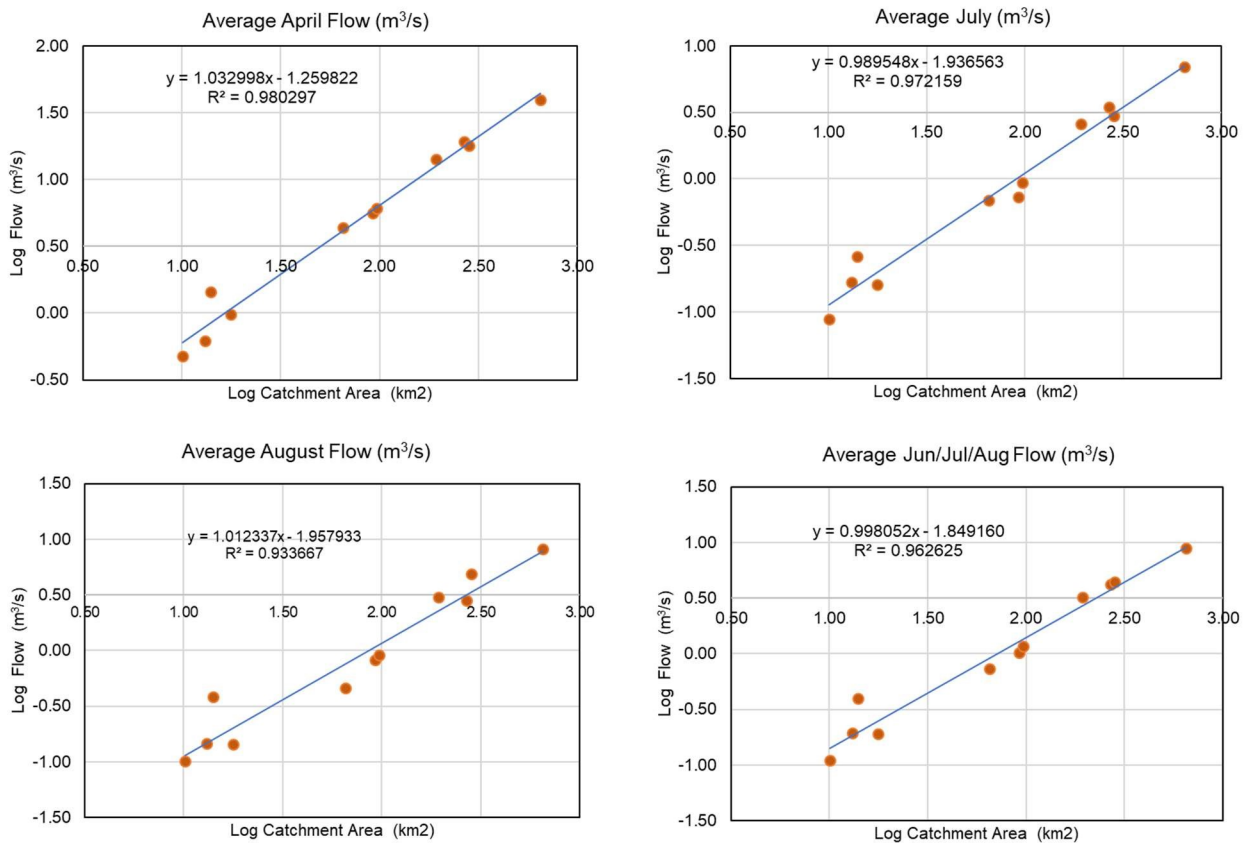 Average April Flow (m³/s)
2.00
1.50
1.00
0.50
0.00
-0.50
0.50
1.00
1.50
2.00
2.50
3.00
y = 1.032998x - 1.259822
R² = 0.980297
Log Flow (m³/s)
Log Catchment Area (km2)
Average July (m³/s)
1.00
0.50
0.00
-0.50
-1.00
-1.50
0.50
1.00
2.00
2.50
3.00
y = 0.989548x - 1.936563
R² = 0.972159
Log Flow (m³/s)
Log Catchment Area (km2)
Average August Flow (m³/s)
1.50
1.00
0.50
0.00
-0.50
-1.00
-1.50
0.50
1.00
2.00
3.00
y = 1.012337x - 1.957933
R² = 0.933667
Log Flow (m³/s)
Log Catchment Area (km2)
Average Jun/Jul/Aug Flow (m³/s)
1.50
1.00
0.50
0.00
-0.50
-1.00
-1.50
0.50
1.00
2.00
2.50
3.00
y = 0.998052x - 1.849160
R² = 0.962625
Log Flow (m³/s)
Log Catchment Area (km2)